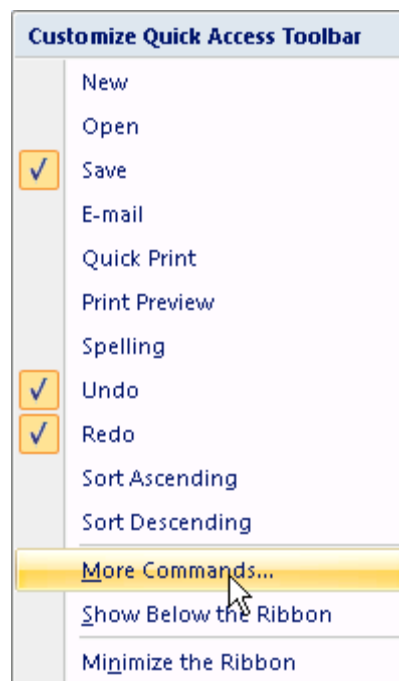 Customize Quick Access Toolbar
New
Open
Save
E-mail
Quick Print
Print Preview
Spelling
Undo
Redo
Sort Ascending
Sort Descending
More Commands...
Show Below the Ribbon
Minimize the Ribbon